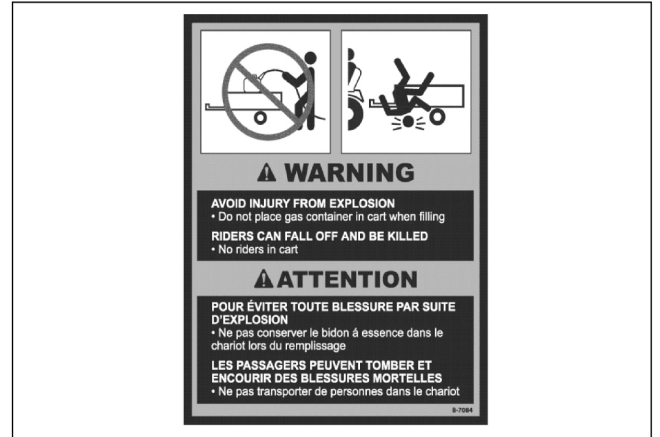 WARNING
AVOID INJURY FROM EXPLOSION
• Do not place gas container in cart when filling
RIDERS CAN FALL OFF AND BE KILLED
• No riders in cart
ATTENTION
POUR ÉVITER TOUTE BLESSURE PAR SUITE
D'EXPLOSION
• Ne pas conserver le bidon á essence dans le
chariot lors du remplissage
LES PASSAGERS PEUVENT TOMBER ET
ENCOURIR DES BLESSURES MORTELLES
• Ne pas transporter de personnes dans le chariot
B-7084